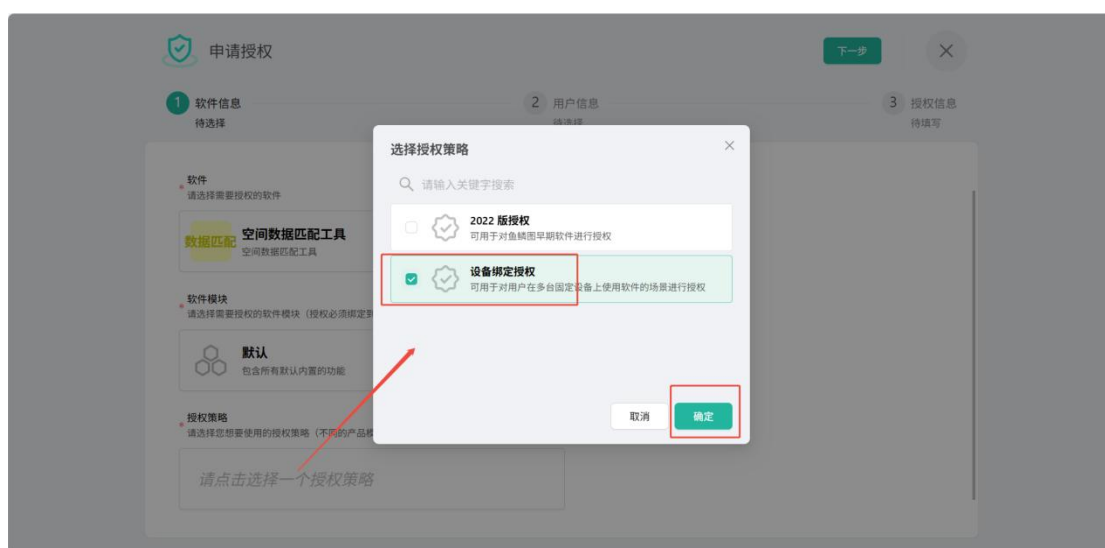 申请授权
下一步
1 软件信息
待选择
2 用户信息
待选择
3 授权信息
待填写
软件
请选择需要授权的软件
数据匹配
空间数据匹配工具
空间数据匹配工具
软件模块
请选择需要授权的软件模块（授权必须绑定到
默认
包含所有默认内置的功能
授权策略
请选择您想要使用的授权策略（不同的产品模
请点击选择一个授权策略
选择授权策略
请输入关键字搜索
2022 版授权
可用于对鱼鳞图早期软件进行授权
设备绑定授权
可用于对用户在多台固定设备上使用软件的场景进行授权
取消
确定